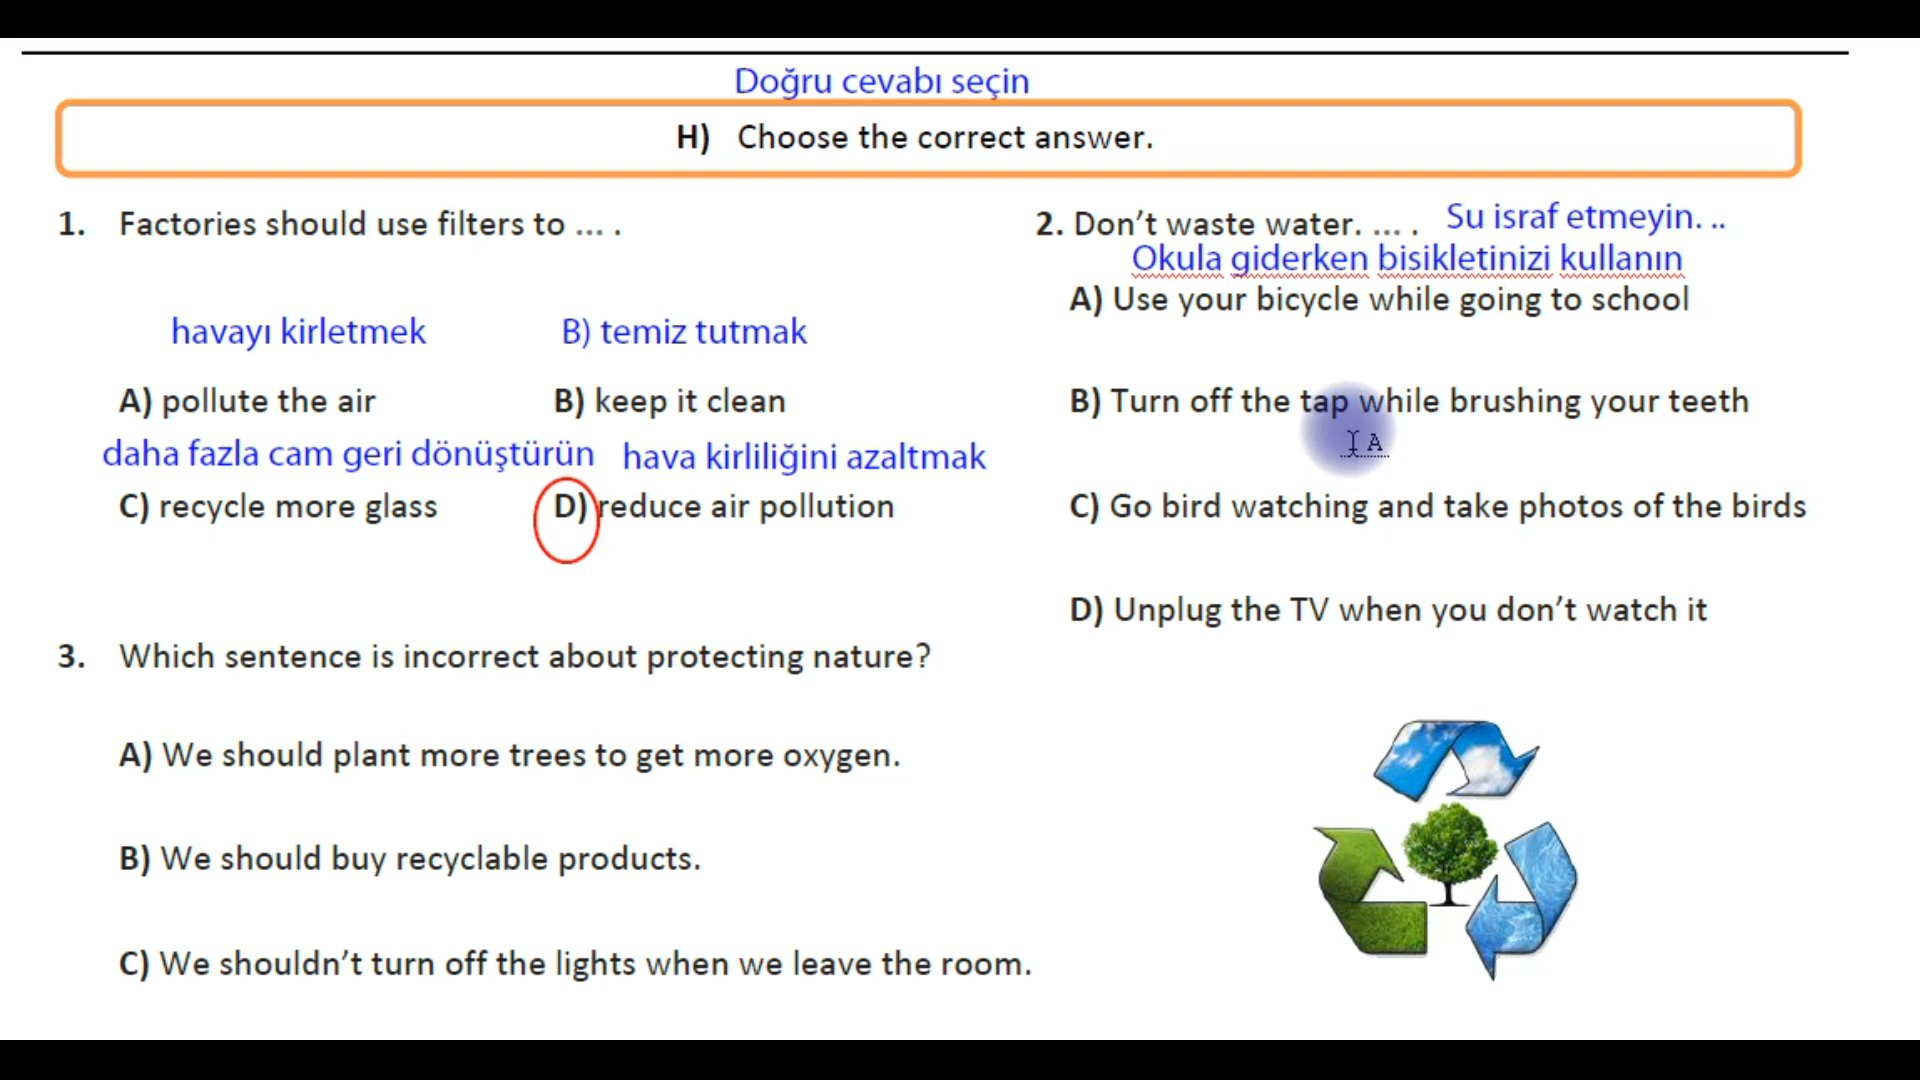 Doğru cevabı seçin
H) Choose the correct answer.
1. Factories should use filters to ... .
havayı kirletmek B) temiz tutmak
A) pollute the air B) keep it clean
daha fazla cam geri dönüştürün hava kirliliğini azaltmak
C) recycle more glass D) reduce air pollution
2. Don’t waste water. ... . Su israf etmeyin. ..
Okula giderken bisikletinizi kullanın
A) Use your bicycle while going to school
B) Turn off the tap while brushing your teeth
A
C) Go bird watching and take photos of the birds
D) Unplug the TV when you don’t watch it
3. Which sentence is incorrect about protecting nature?
A) We should plant more trees to get more oxygen.
B) We should buy recyclable products.
C) We shouldn’t turn off the lights when we leave the room.